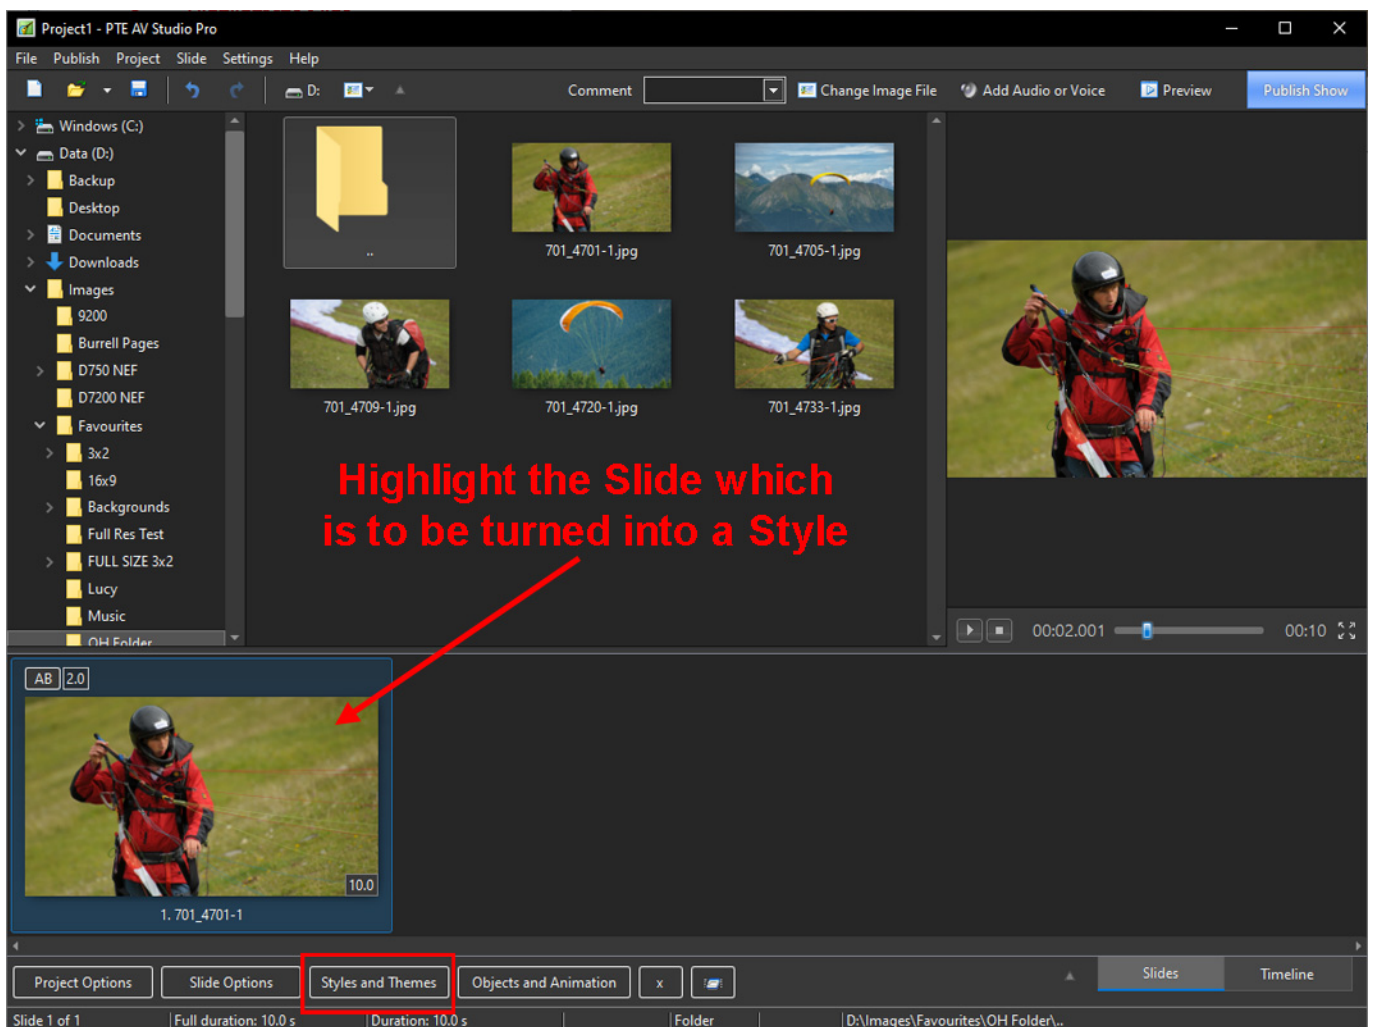 Project1 - PTE AV Studio Pro
File Publish Project Slide Settings Help
D: Comment Change Image File Add Audio or Voice Preview Publish Show
Windows (C:)
Data (D:)
Backup
Desktop
Documents
Downloads
Images
9200
Burrell Pages
D750 NEF
D7200 NEF
Favourites
3x2
16x9
Backgrounds
Full Res Test
FULL SIZE 3x2
Lucy
Music
OH Folder
..
701_4701-1.jpg
701_4705-1.jpg
701_4709-1.jpg
701_4720-1.jpg
701_4733-1.jpg
Highlight the Slide which
is to be turned into a Style
00:02.001 00:10
AB 2.0
10.0
1. 701_4701-1
Project Options Slide Options Styles and Themes Objects and Animation x Slides Timeline
Slide 1 of 1 Full duration: 10.0 s Duration: 10.0 s Folder D:\Images\Favourites\OH Folder\..